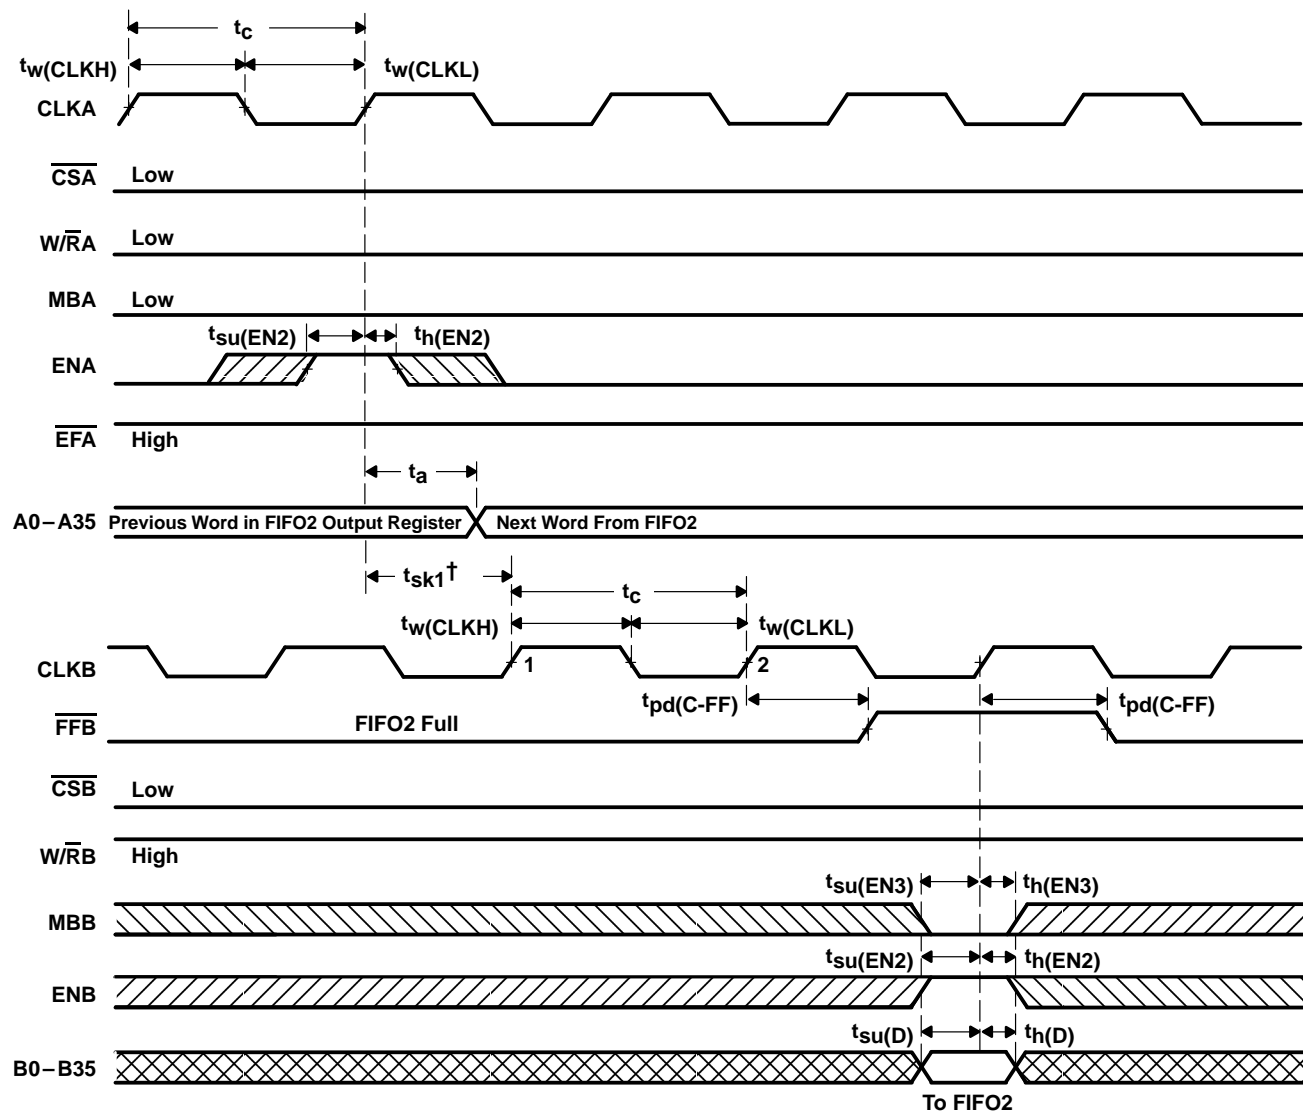 tc
tw(CLKH)
tw(CLKL)
CLKA
CSA
Low
W/RA
Low
MBA
Low
tsu(EN2)
th(EN2)
ENA
EFA
High
ta
A0–A35
Previous Word in FIFO2 Output Register
Next Word From FIFO2
tsk1†
tc
tw(CLKH)
tw(CLKL)
CLKB
1
2
tpd(C-FF)
tpd(C-FF)
FFB
FIFO2 Full
CSB
Low
W/RB
High
tsu(EN3)
th(EN3)
MBB
tsu(EN2)
th(EN2)
ENB
tsu(D)
th(D)
B0–B35
To FIFO2